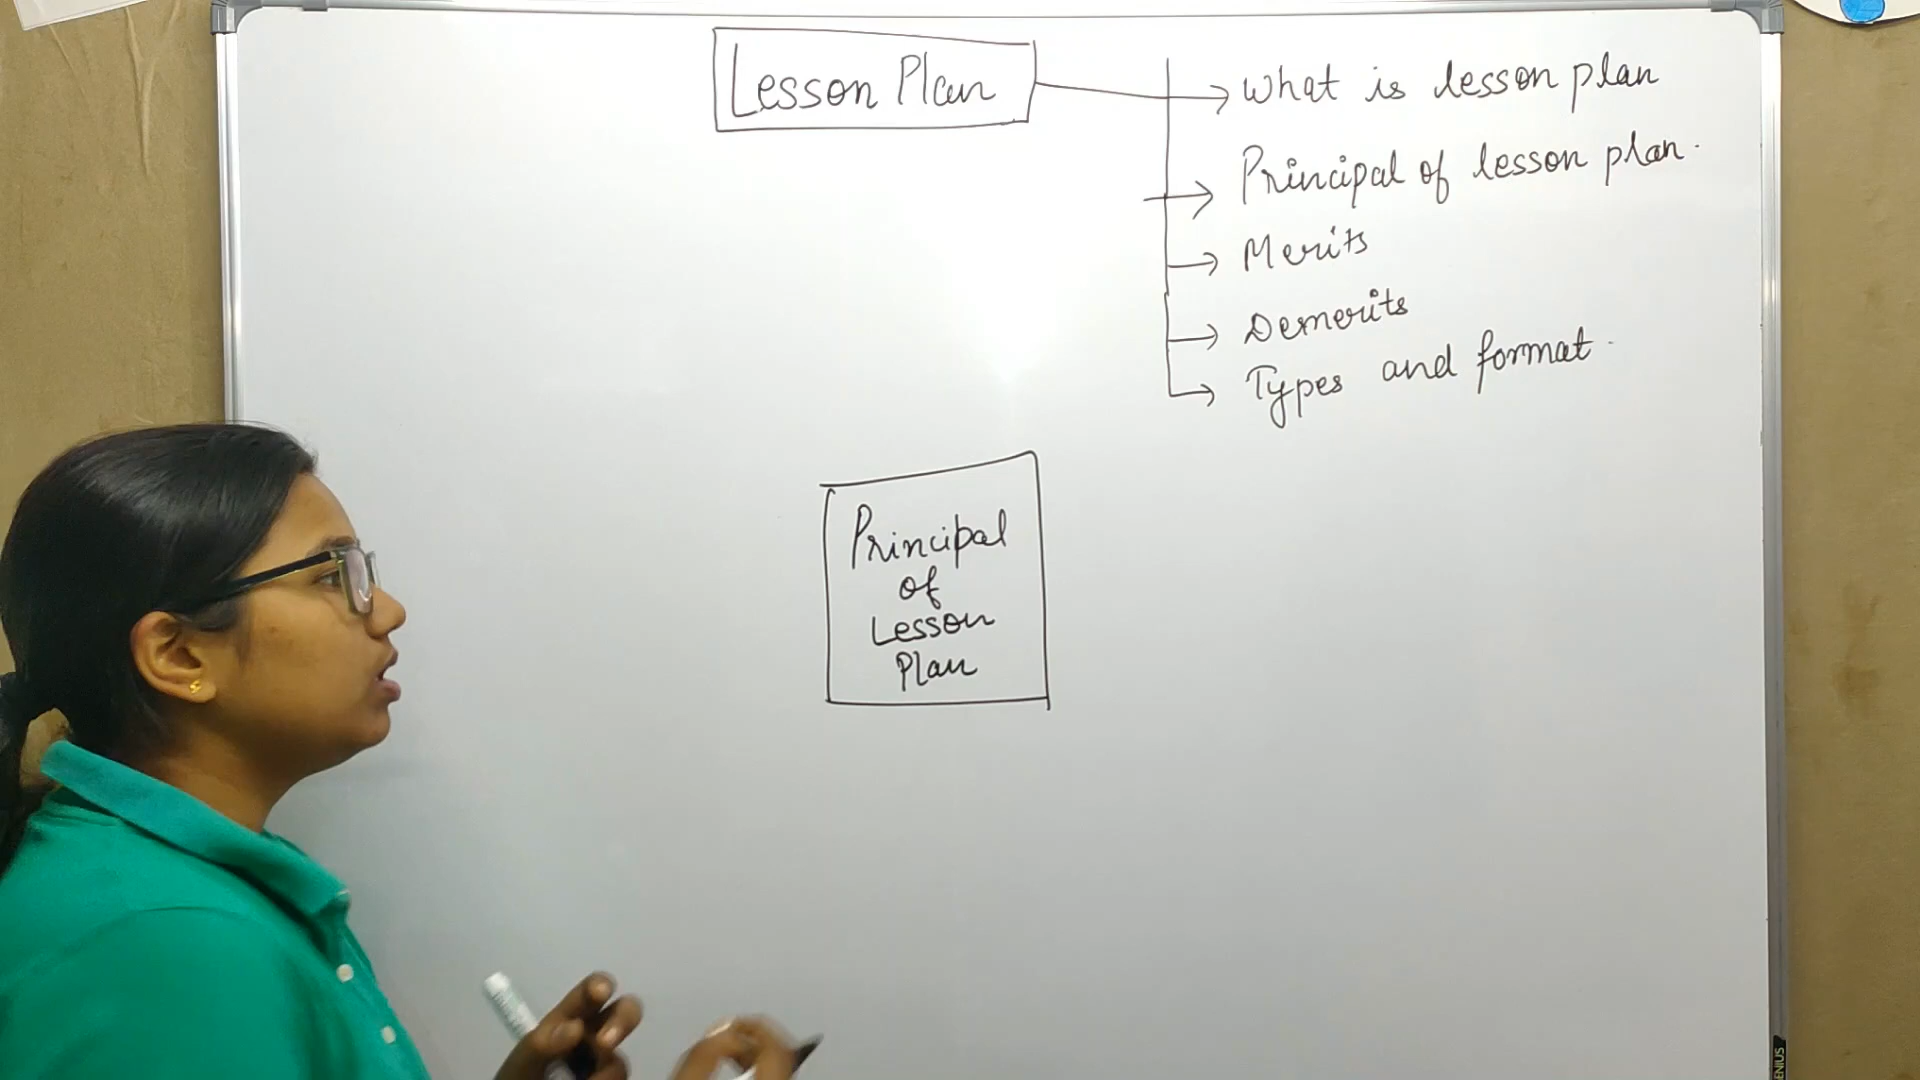 Lesson Plan
What is lesson plan
Principal of lesson plan.
Merits
Demerits
Types and format.
Principal
of
Lesson
Plan